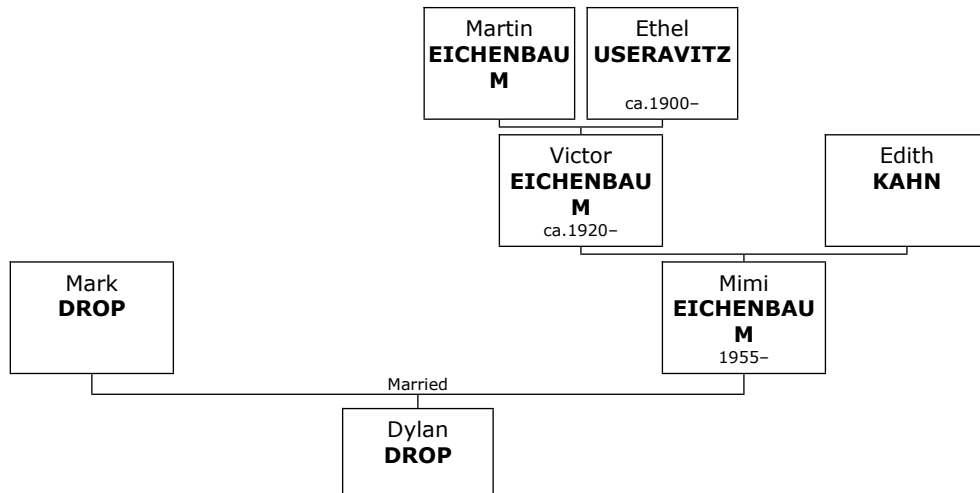 Martin
EICHENBAU
M
Ethel
USERAVITZ
ca.1900–
Victor
EICHENBAU
M
ca.1920–
Edith
KAHN
Mark
DROP
Mimi
EICHENBAU
M
1955–
Married
Dylan
DROP